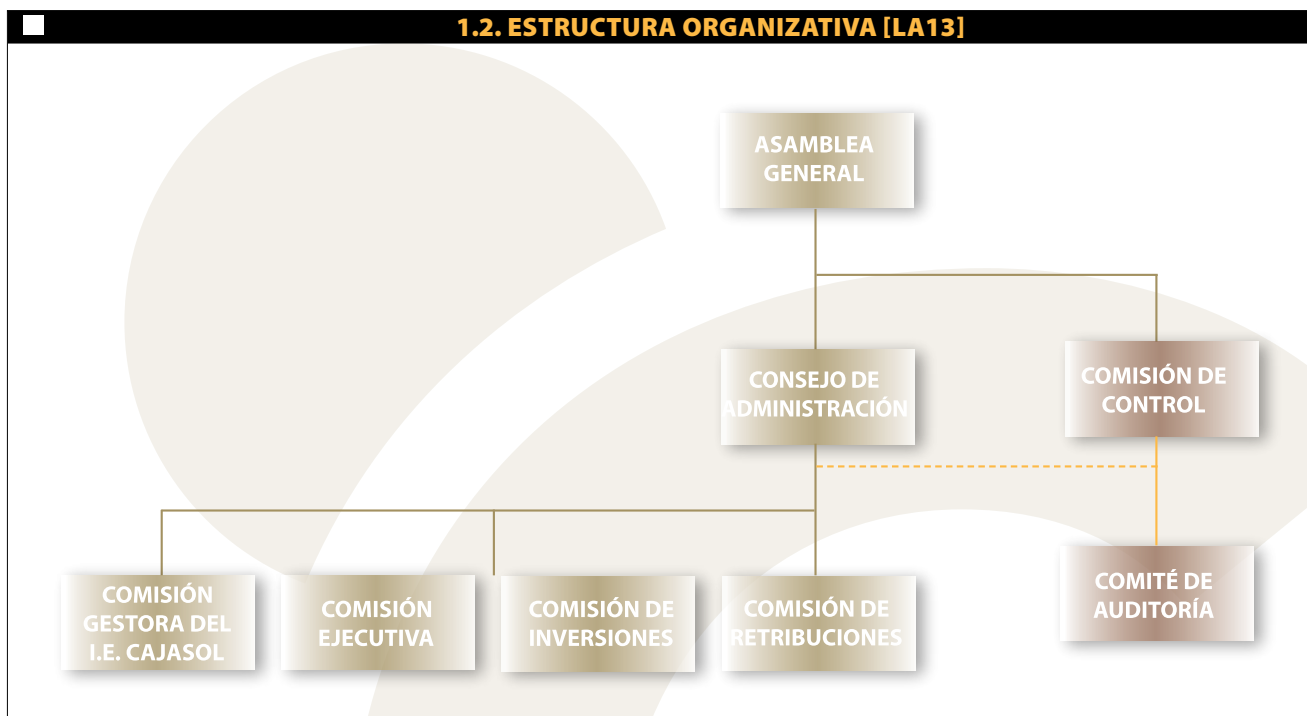 1.2. ESTRUCTURA ORGANIZATIVA [LA13]
ASAMBLEA
GENERAL
CONSEJO DE
ADMINISTRACIÓN
COMISIÓN DE
CONTROL
COMISIÓN
GESTORA DEL
I.E. CAJASOL
COMISIÓN
EJECUTIVA
COMISIÓN DE
INVERSIONES
COMISIÓN DE
RETRIBUCIONES
COMITÉ DE
AUDITORÍA